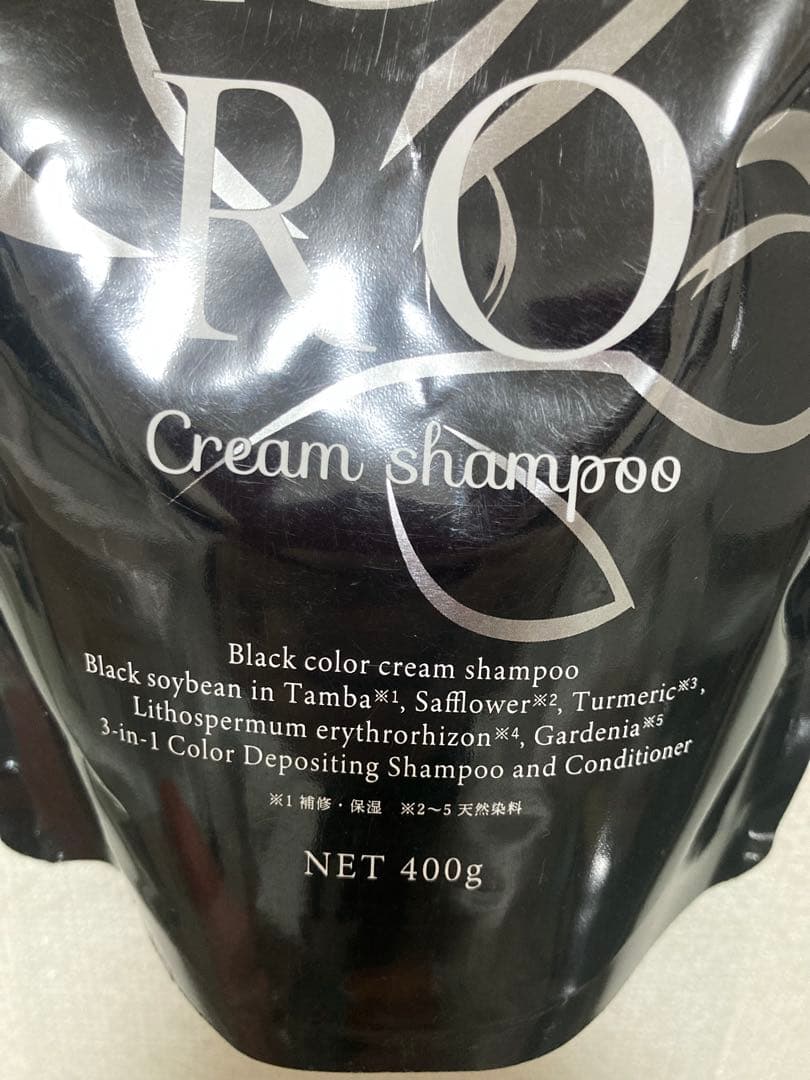 RO
Cream shampoo
Black color cream shampoo
Black soybean in Tamba※1, Safflower※2, Turmeric※3,
Lithospermum erythrorhizon※4, Gardenia※5
3-in-1 Color Depositing Shampoo and Conditioner
※1 補修・保湿　※2〜5 天然染料
NET 400g